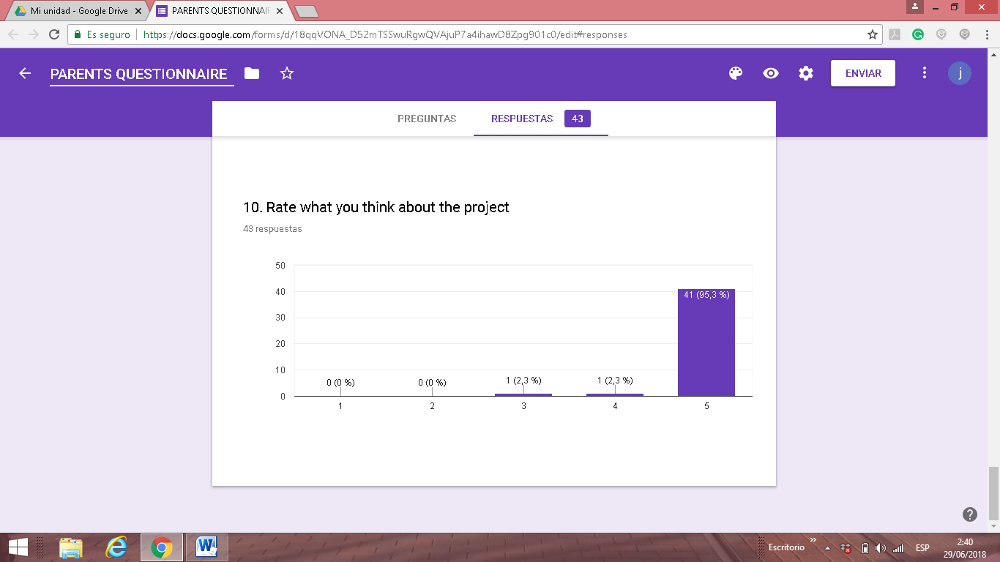 Mi unidad - Google Drive
PARENTS QUESTIONNAIR
Es seguro
https://docs.google.com/forms/d/18qqVONA_D52mTSSwuRgwQVAjuP7a4ihawD8Zpg901c0/edit#responses
PARENTS QUESTIONNAIRE
ENVIAR
j
PREGUNTAS
RESPUESTAS 43
10. Rate what you think about the project
43 respuestas
50
40
30
20
10
0
0 (0 %)
0 (0 %)
1 (2,3 %)
1 (2,3 %)
41 (95,3 %)
1 2 3 4 5
Escritorio
ESP
2:40
29/06/2018